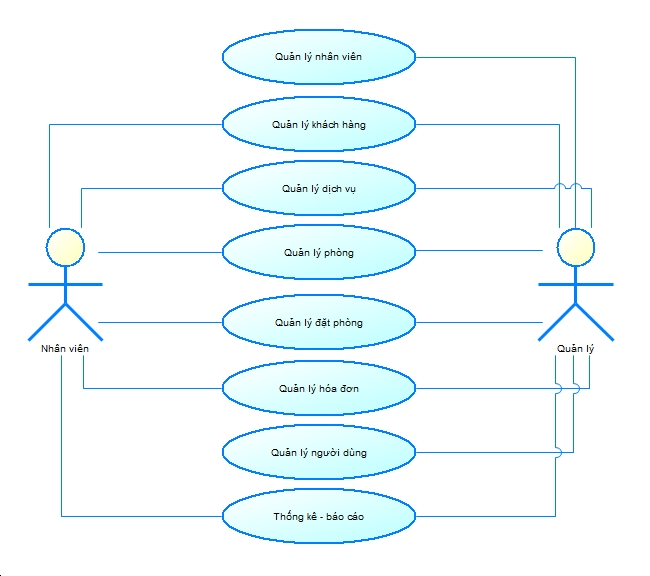 Quản lý nhân viên
Quản lý khách hàng
Quản lý dịch vụ
Quản lý phòng
Quản lý đặt phòng
Nhân viên
Quản lý
Quản lý hóa đơn
Quản lý người dùng
Thống kê - báo cáo